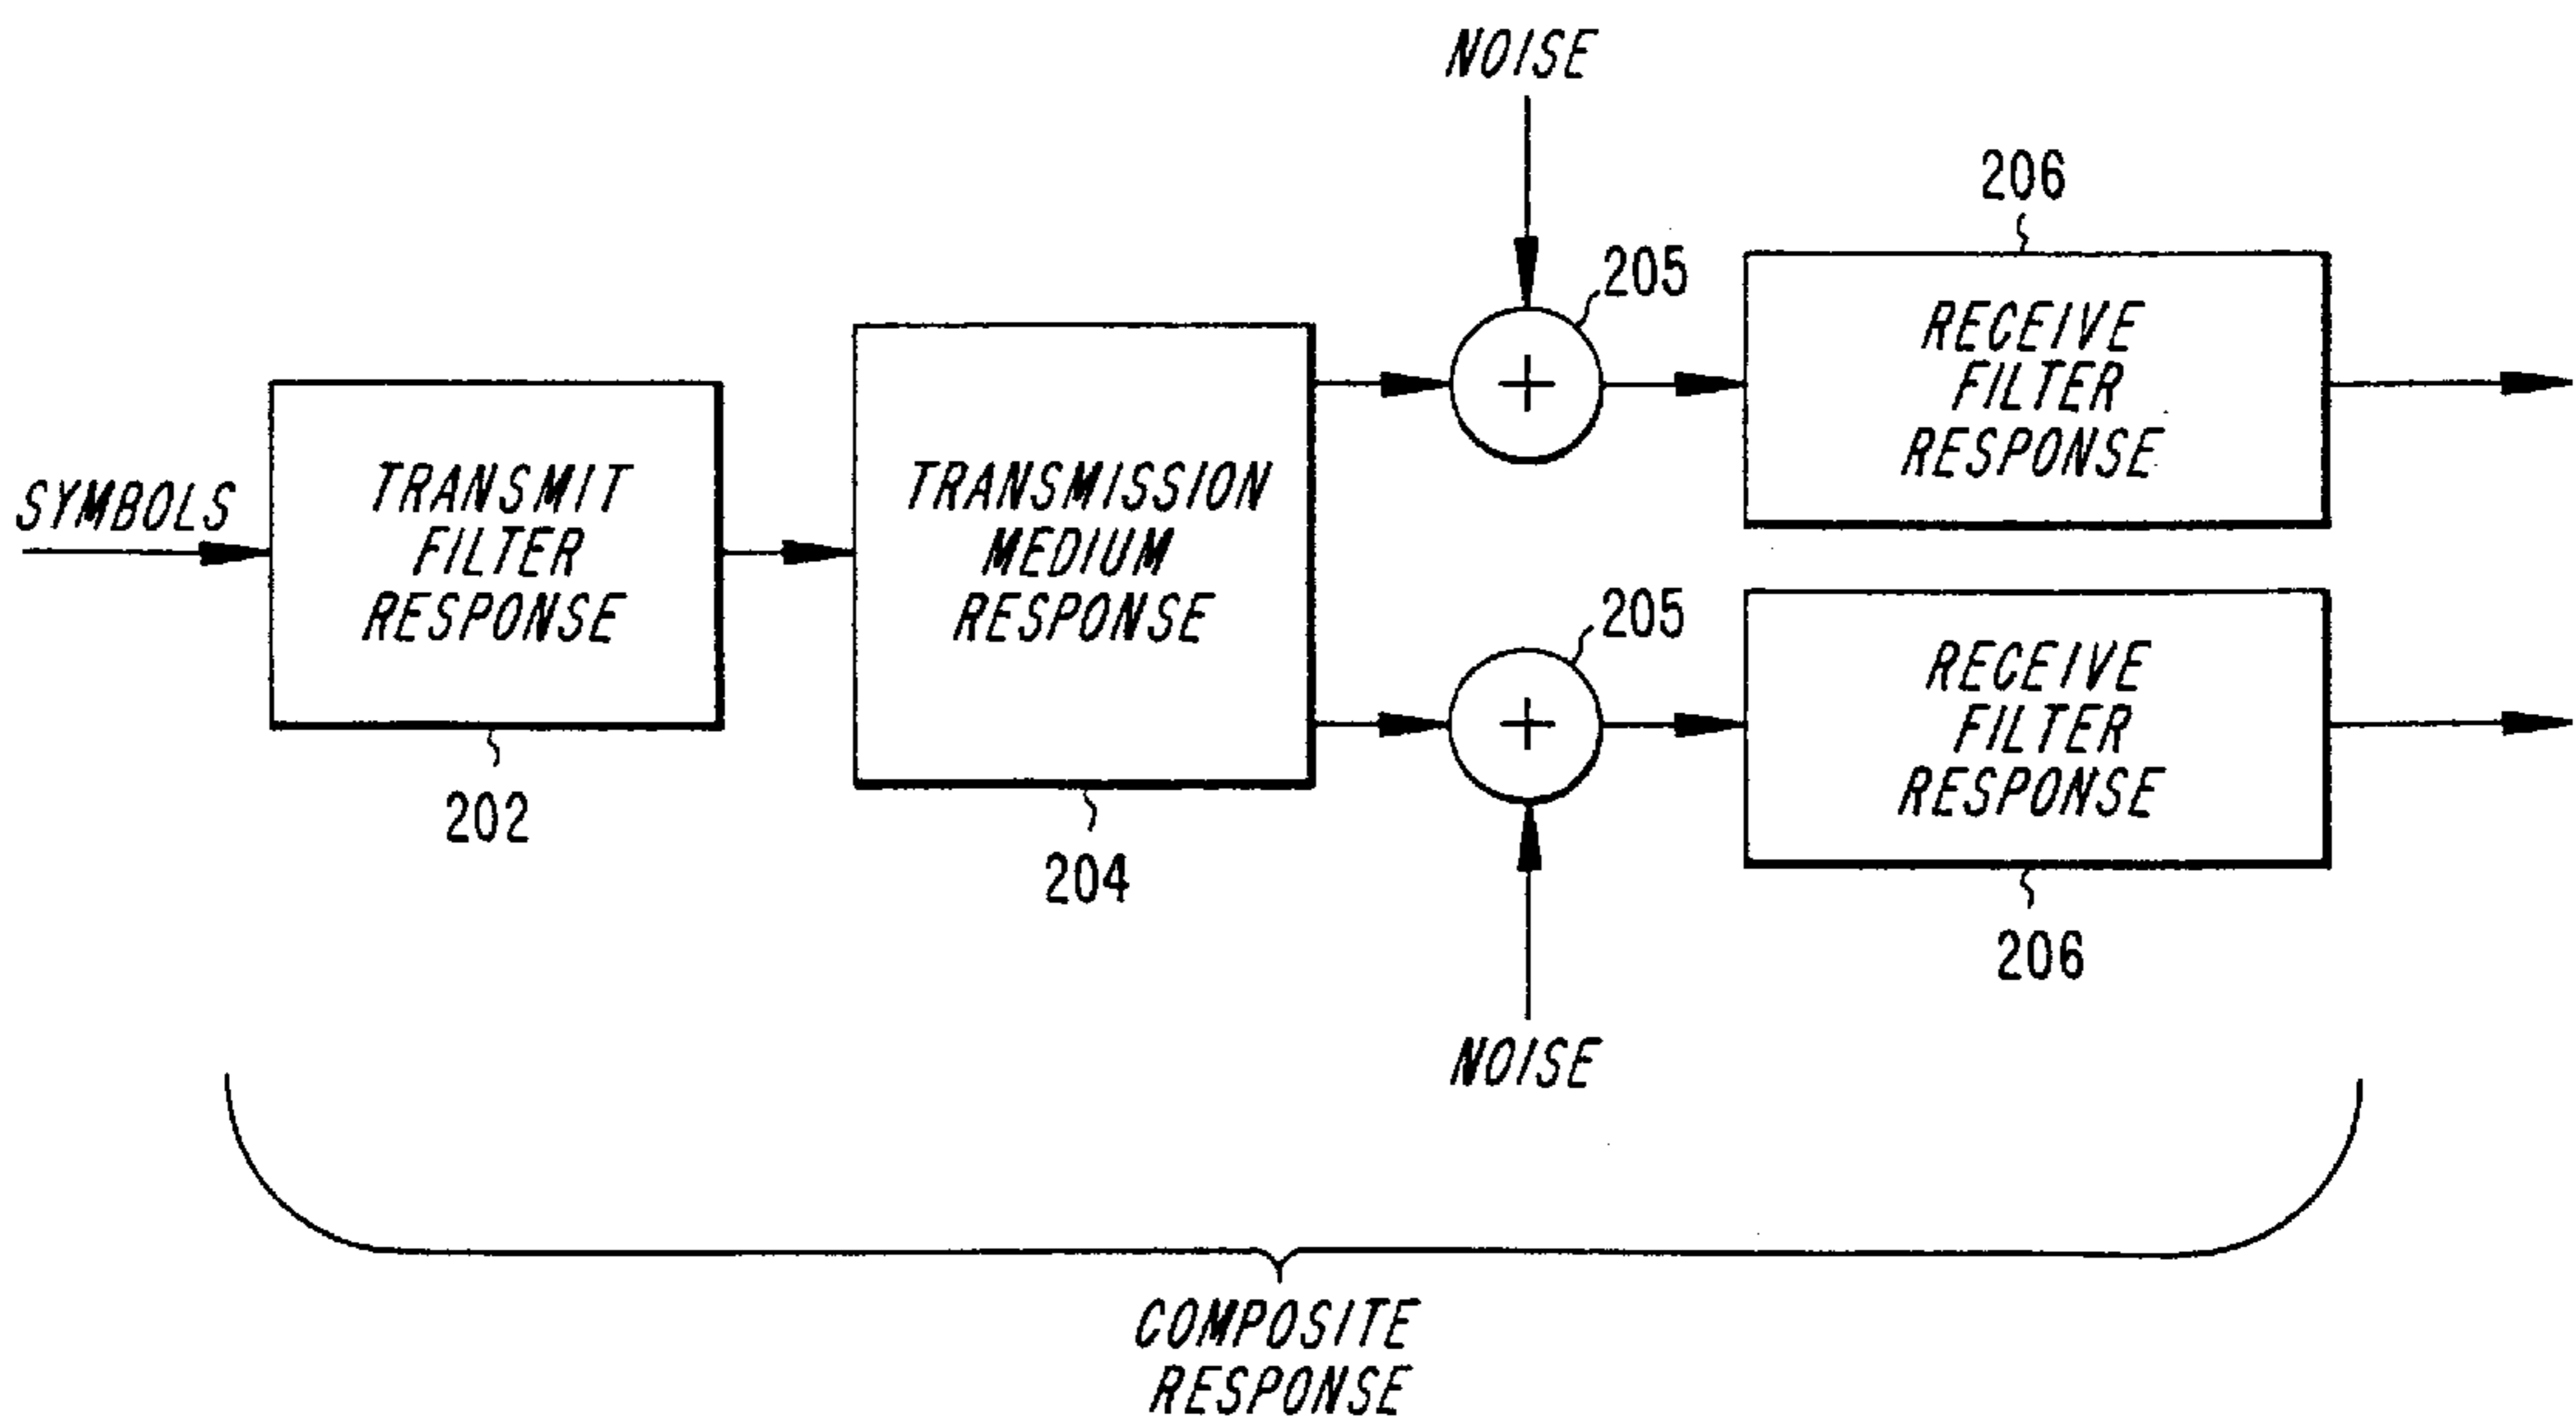 NOISE
206
205
RECEIVE
FILTER
RESPONSE
SYMBOLS
TRANSMIT
FILTER
RESPONSE
202
TRANSMISSION
MEDIUM
RESPONSE
204
+
205
+
RECEIVE
FILTER
RESPONSE
206
NOISE
COMPOSITE
RESPONSE